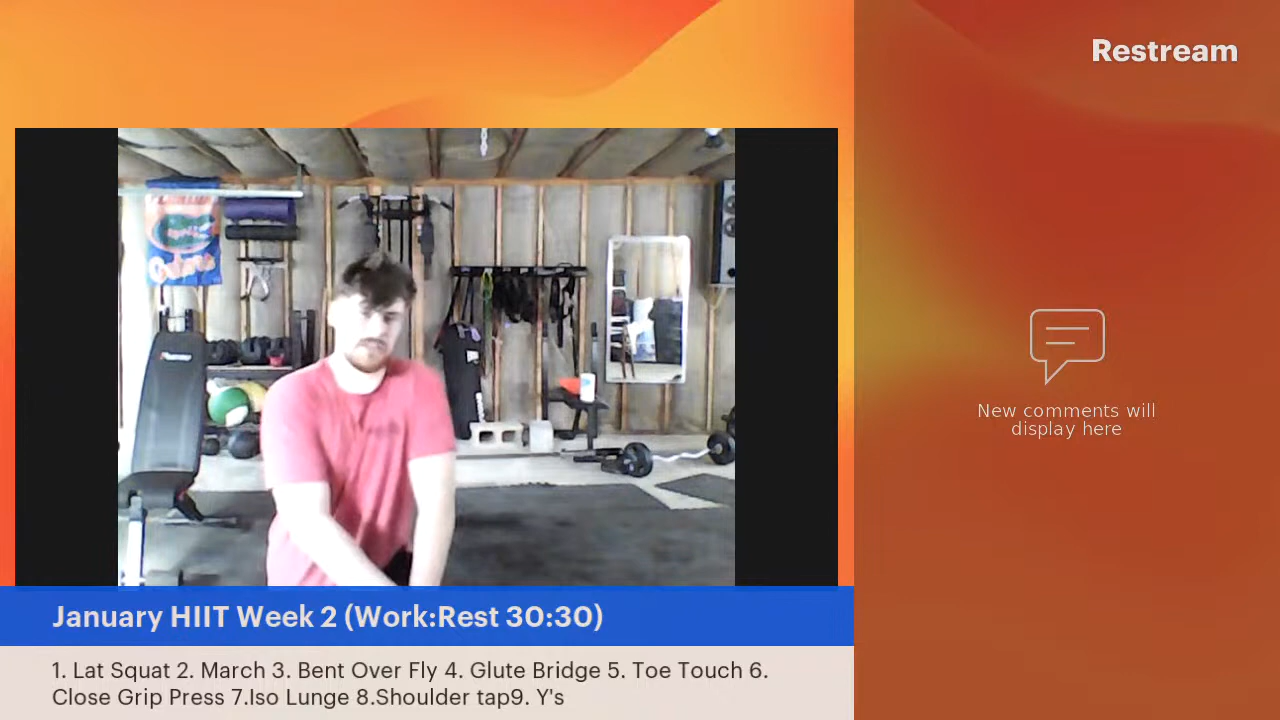 Restream
Gators
New comments will
display here
January HIIT Week 2 (Work:Rest 30:30)
1. Lat Squat 2. March 3. Bent Over Fly 4. Glute Bridge 5. Toe Touch 6.
Close Grip Press 7.Iso Lunge 8.Shoulder tap9. Y's